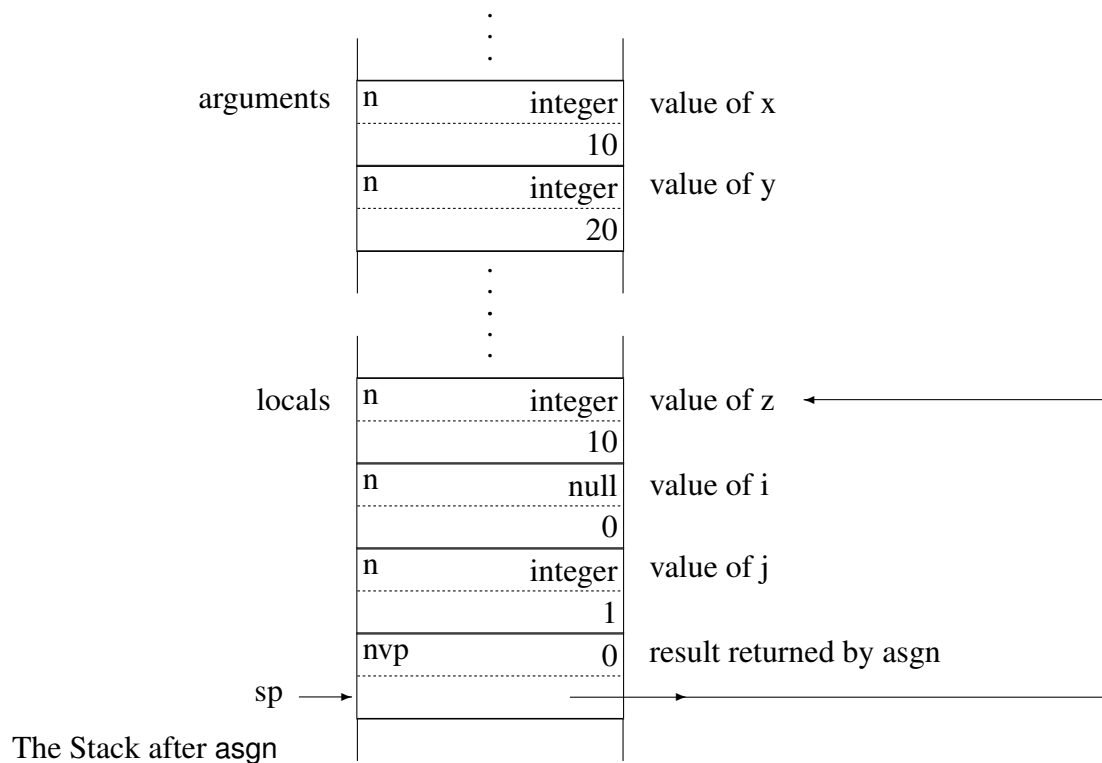 arguments n integer value of x
10
n integer value of y
20
locals n integer value of z
10
n null value of i
0
n integer value of j
1
nvp 0 result returned by asgn
sp
The Stack after asgn